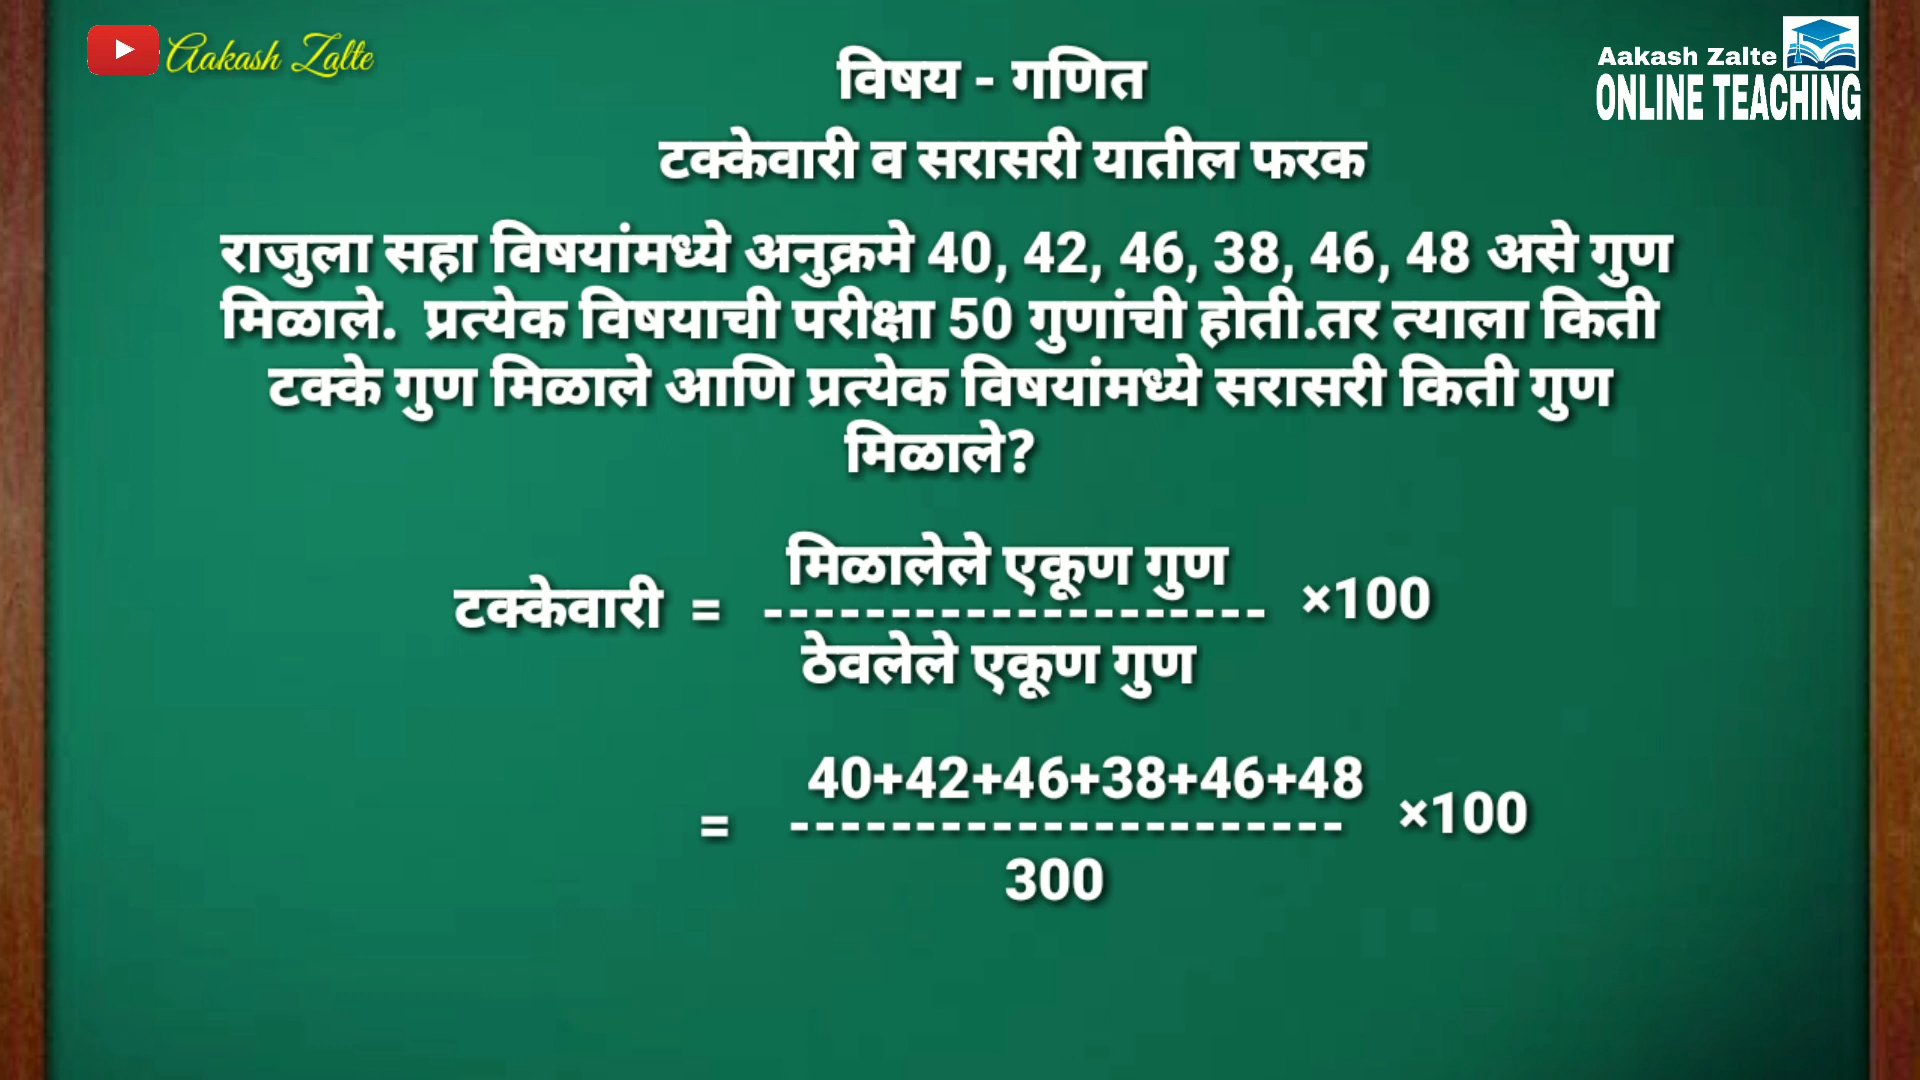 Aakash Zalte
Aakash Zalte
ONLINE TEACHING
विषय - गणित
टक्केवारी व सरासरी यातील फरक
राजुला सहा विषयांमध्ये अनुक्रमे 40, 42, 46, 38, 46, 48 असे गुण
मिळाले. प्रत्येक विषयाची परीक्षा 50 गुणांची होती.तर त्याला किती
टक्के गुण मिळाले आणि प्रत्येक विषयांमध्ये सरासरी किती गुण
मिळाले?
मिळालेले एकूण गुण
टक्केवारी = -------------------- ×100
ठेवलेले एकूण गुण
40+42+46+38+46+48
= ---------------------- ×100
300